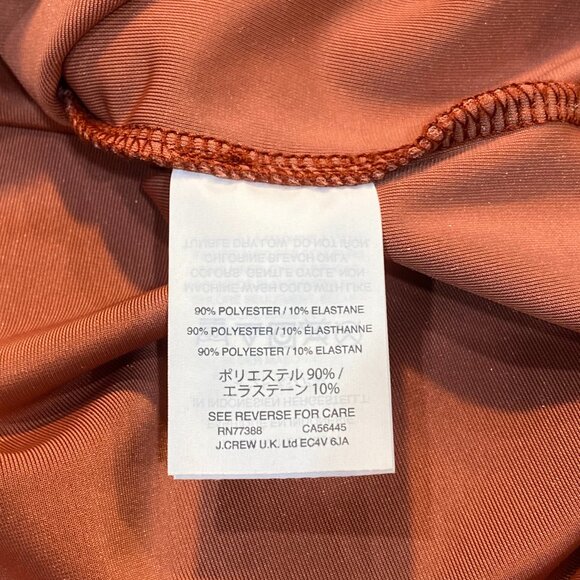 90% POLYESTER / 10% ELASTANE
90% POLYESTER / 10% ÉLASTHANNE
90% POLYESTER / 10% ELASTAN
ポリエステル 90% /
エラステーン 10%
SEE REVERSE FOR CARE
RN77388 CA56445
J.CREW U.K. Ltd EC4V 6JA